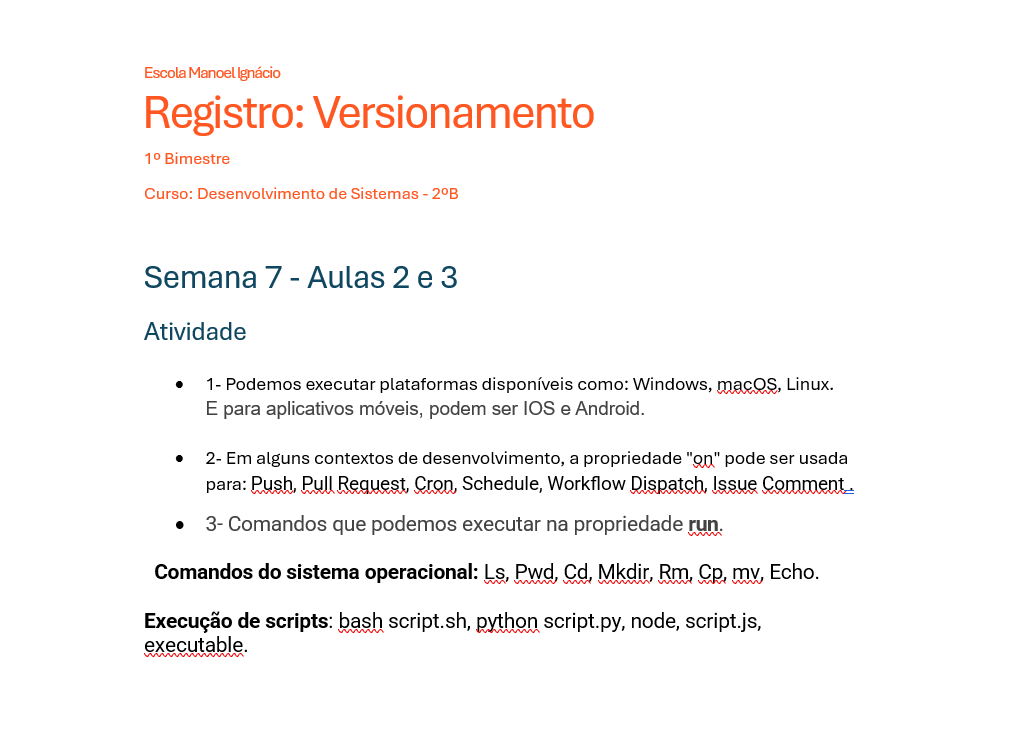 Escola Manoel Ignácio
Registro: Versionamento
1º Bimestre
Curso: Desenvolvimento de Sistemas - 2ºB
Semana 7 - Aulas 2 e 3
Atividade
• 1- Podemos executar plataformas disponíveis como: Windows, macOS, Linux.
E para aplicativos móveis, podem ser IOS e Android.
• 2- Em alguns contextos de desenvolvimento, a propriedade "on" pode ser usada
para: Push, Pull Request, Cron, Schedule, Workflow Dispatch, Issue Comment .
• 3- Comandos que podemos executar na propriedade run.
Comandos do sistema operacional: Ls, Pwd, Cd, Mkdir, Rm, Cp, mv, Echo.
Execução de scripts: bash script.sh, python script.py, node, script.js,
executable.